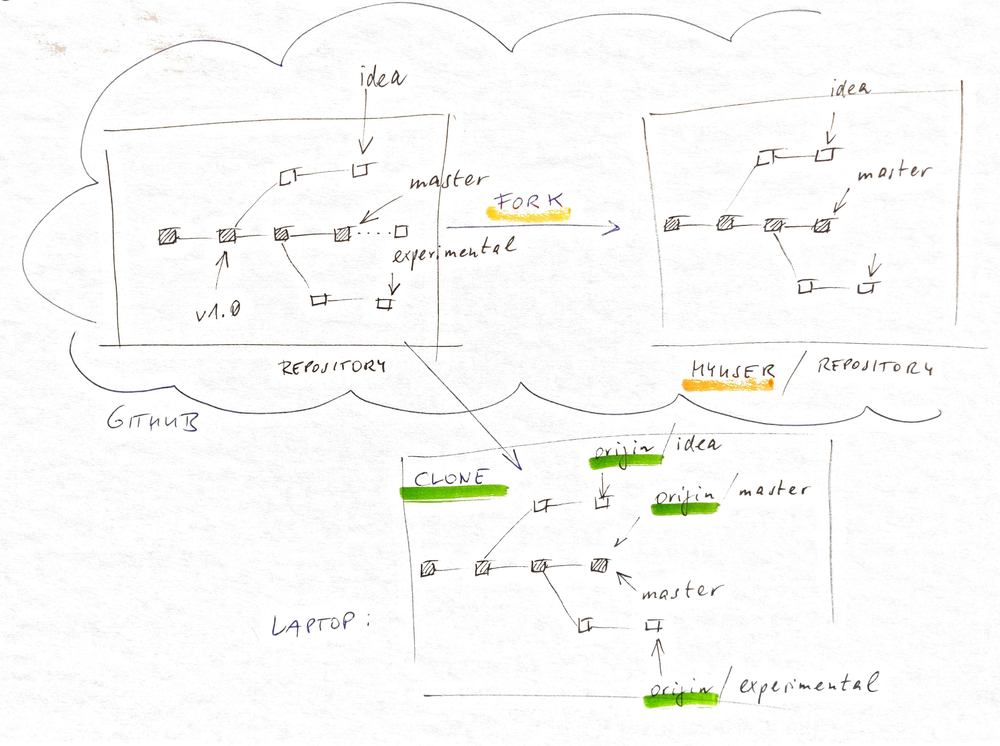 idea
master
experimental
v1.0
REPOSITORY
GITHUB
FORK
idea
master
MYUSER / REPOSITORY
CLONE
origin / idea
origin / master
master
origin / experimental
LAPTOP: